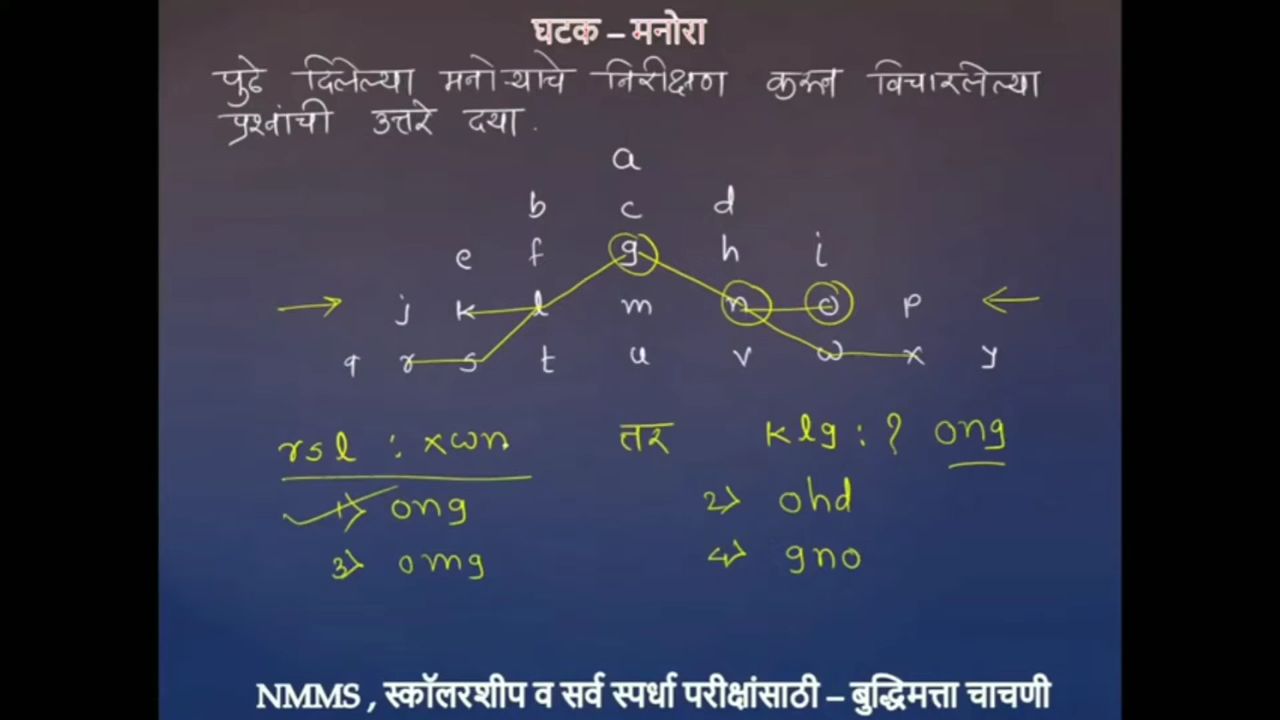 घटक – मनोरा
पुढे दिलेल्या मनोऱ्याचे निरीक्षण करून विचारलेल्या
प्रश्नांची उत्तरे दया.
a
b c d
e f g h i
j k l m n o p
q r s t u v w x y
rsl : xwn तर klg : ? ong
1) ong 2) ohd
3) omg 4) gno
NMMS , स्कॉलरशीप व सर्व स्पर्धा परीक्षांसाठी – बुद्धिमत्ता चाचणी